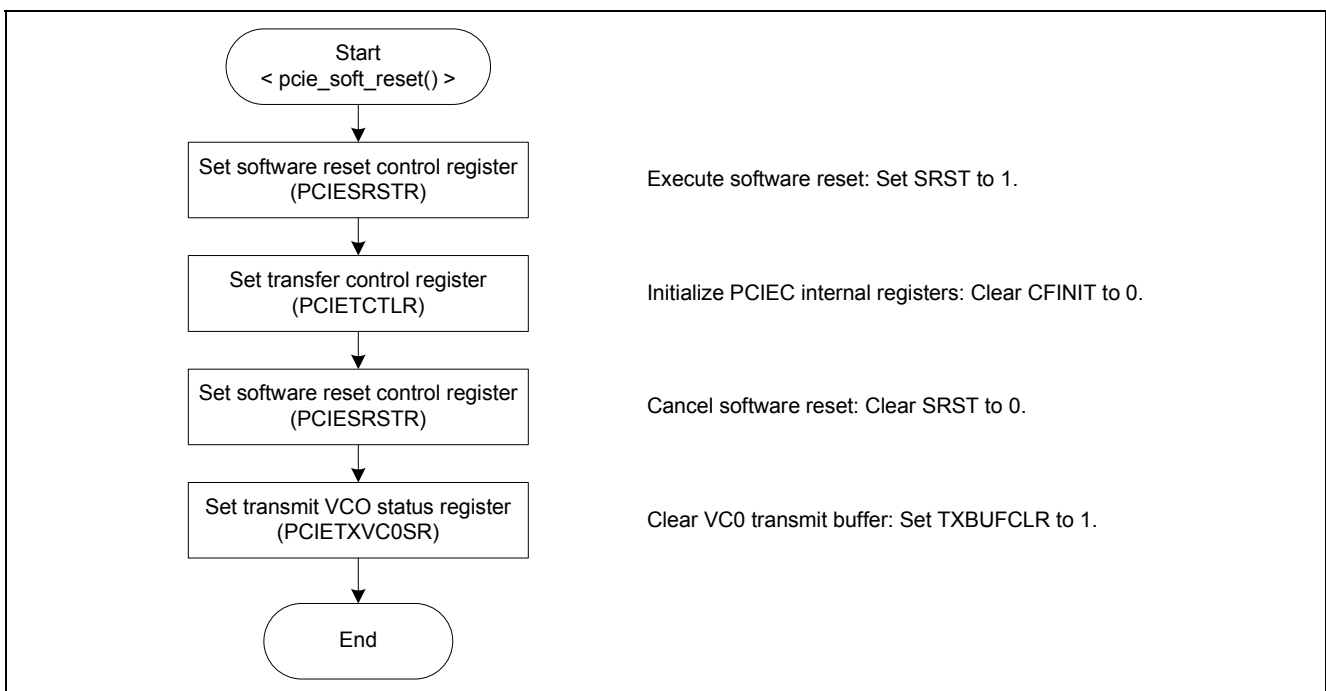 Start
< pcie_soft_reset() >
Set software reset control register
(PCIESRSTR)
Execute software reset: Set SRST to 1.
Set transfer control register
(PCIETCTLR)
Initialize PCIEC internal registers: Clear CFINIT to 0.
Set software reset control register
(PCIESRSTR)
Cancel software reset: Clear SRST to 0.
Set transmit VCO status register
(PCIETXVC0SR)
Clear VC0 transmit buffer: Set TXBUFCLR to 1.
End